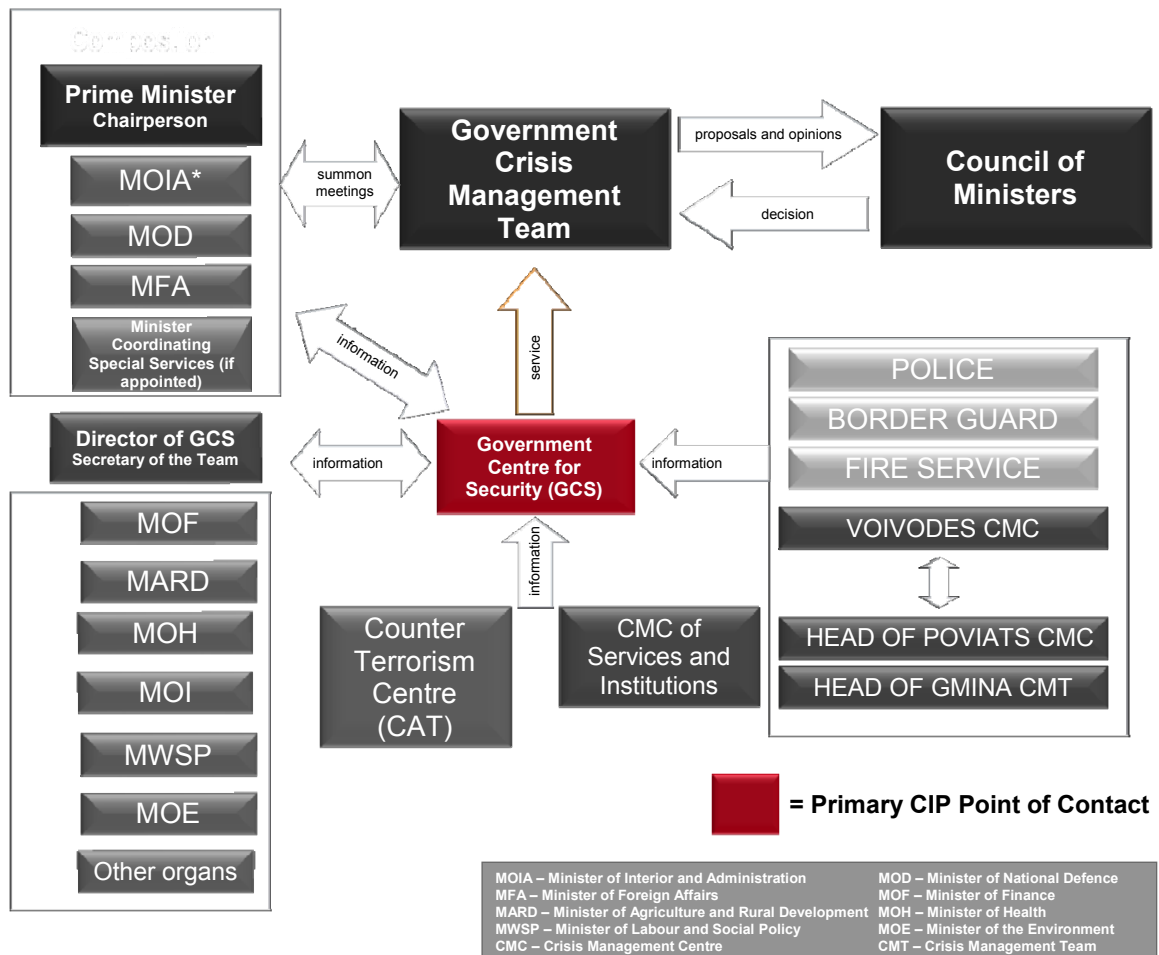 Composition
Prime Minister
Chairperson
MOIA*
MOD
MFA
Minister
Coordinating
Special Services (if
appointed)
Director of GCS
Secretary of the Team
MOF
MARD
MOH
MOI
MWSP
MOE
Other organs
summon
meetings
Government
Crisis
Management
Team
proposals and opinions
decision
Council of
Ministers
information
service
information
Government
Centre for
Security (GCS)
information
information
Counter
Terrorism
Centre
(CAT)
CMC of
Services and
Institutions
POLICE
BORDER GUARD
FIRE SERVICE
VOIVODES CMC
HEAD OF POVIATS CMC
HEAD OF GMINA CMT
= Primary CIP Point of Contact
MOIA – Minister of Interior and Administration
MFA – Minister of Foreign Affairs
MARD – Minister of Agriculture and Rural Development
MWSP – Minister of Labour and Social Policy
CMC – Crisis Management Centre
MOD – Minister of National Defence
MOF – Minister of Finance
MOH – Minister of Health
MOE – Minister of the Environment
CMT – Crisis Management Team